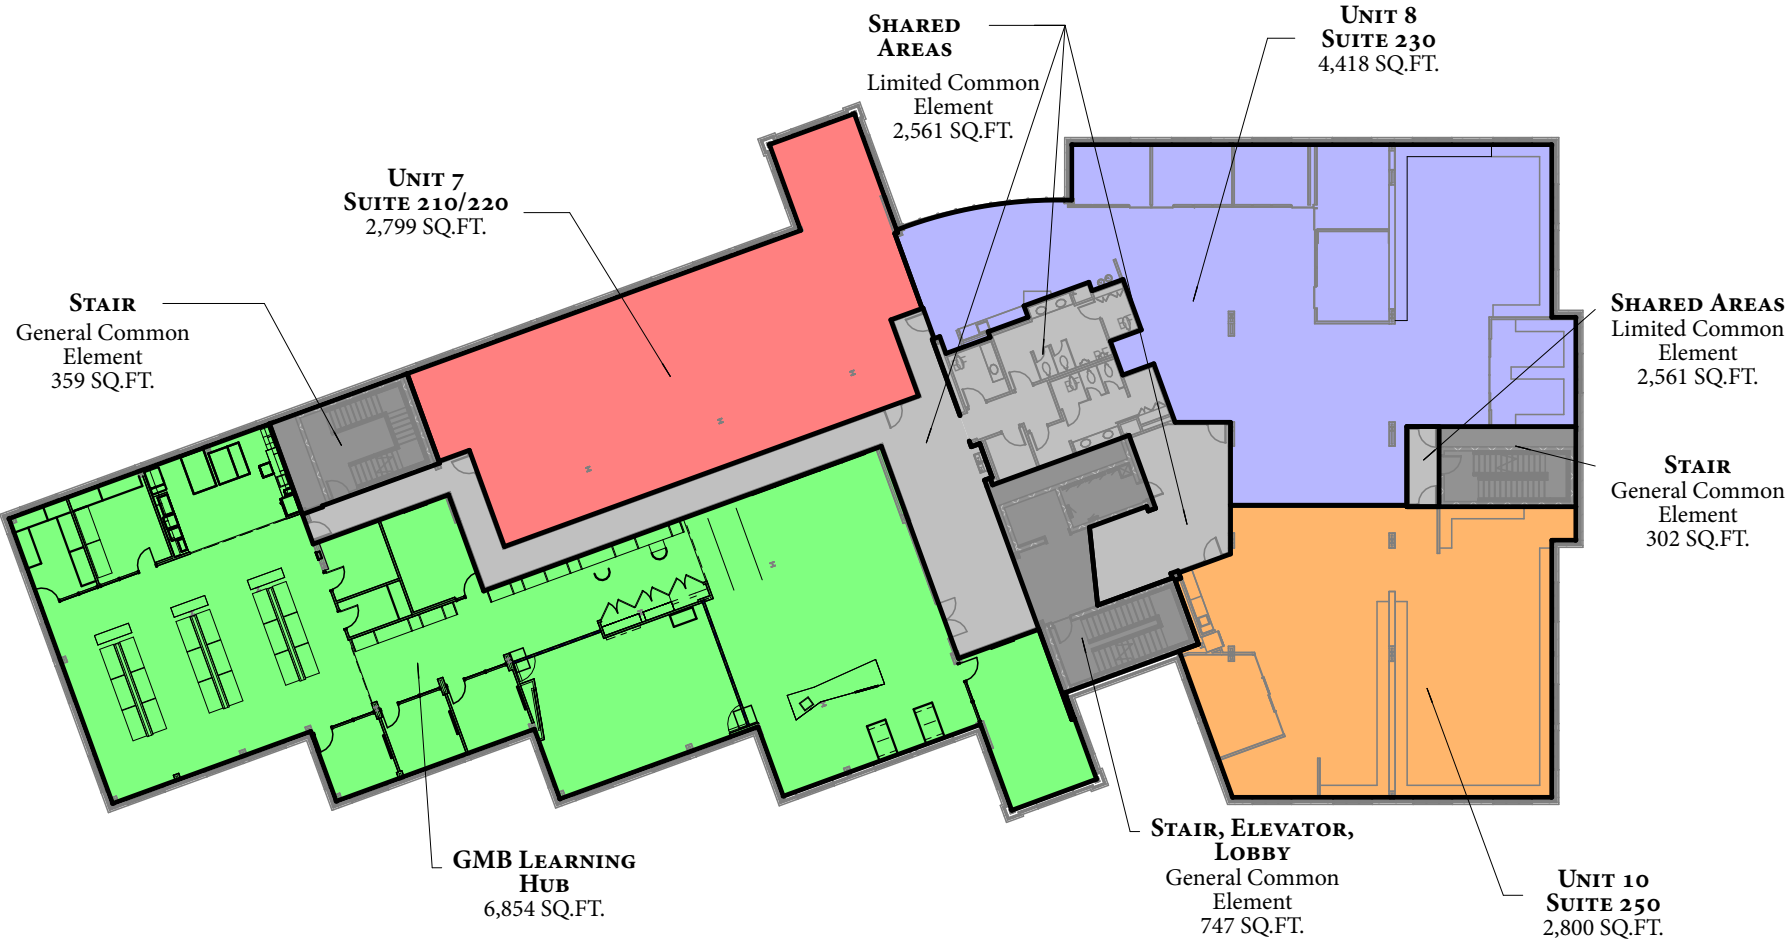 SHARED
AREAS
Limited Common
Element
2,561 SQ.FT.
UNIT 8
SUITE 230
4,418 SQ.FT.
UNIT 7
SUITE 210/220
2,799 SQ.FT.
STAIR
General Common
Element
359 SQ.FT.
SHARED AREAS
Limited Common
Element
2,561 SQ.FT.
STAIR
General Common
Element
302 SQ.FT.
GMB LEARNING
HUB
6,854 SQ.FT.
STAIR, ELEVATOR,
LOBBY
General Common
Element
747 SQ.FT.
UNIT 10
SUITE 250
2,800 SQ.FT.